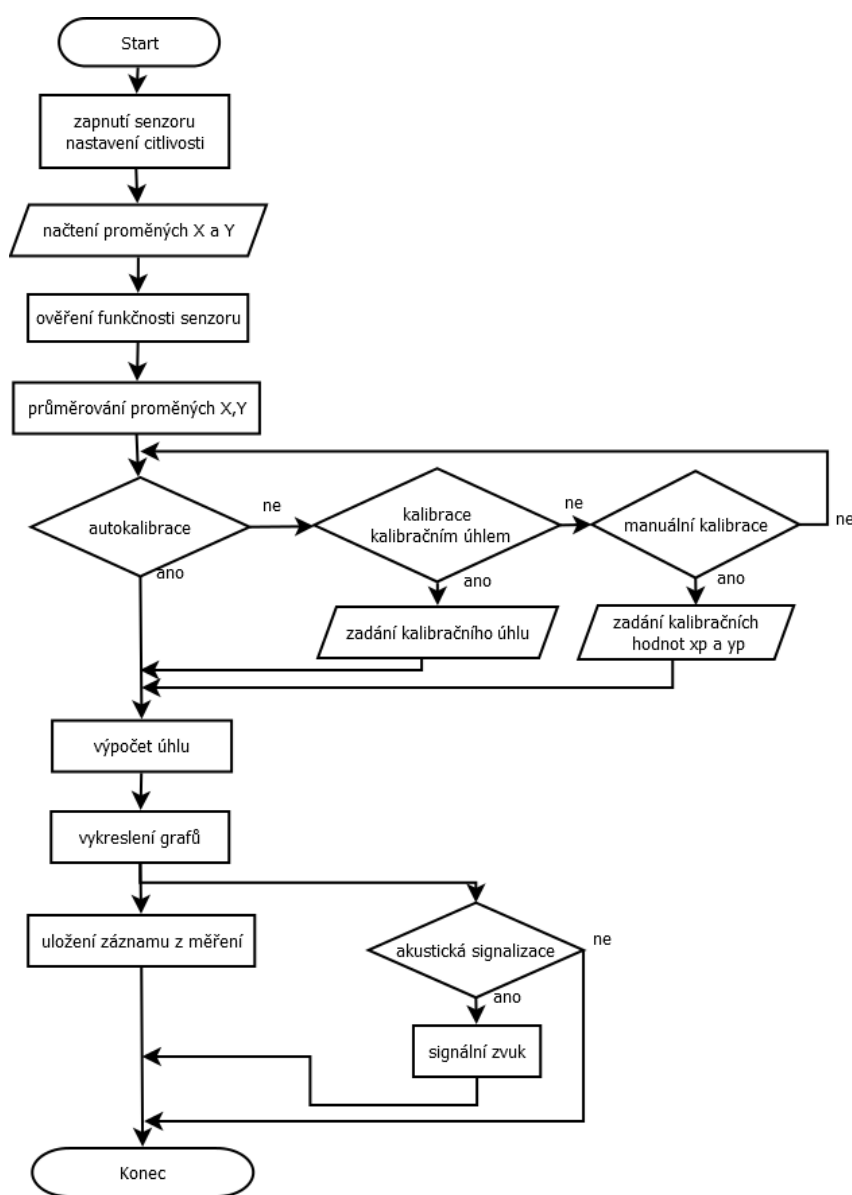 Start
zapnutí senzoru
nastavení citlivosti
načtení proměných X a Y
ověření funkčnosti senzoru
průměrování proměných X,Y
autokalibrace
ne
kalibrace
kalibračním úhlem
ne
manuální kalibrace
ne
ano
ano
ano
zadání kalibračního úhlu
zadání kalibračních
hodnot xp a yp
výpočet úhlu
vykreslení grafů
uložení záznamu z měření
akustická signalizace
ne
ano
signální zvuk
Konec